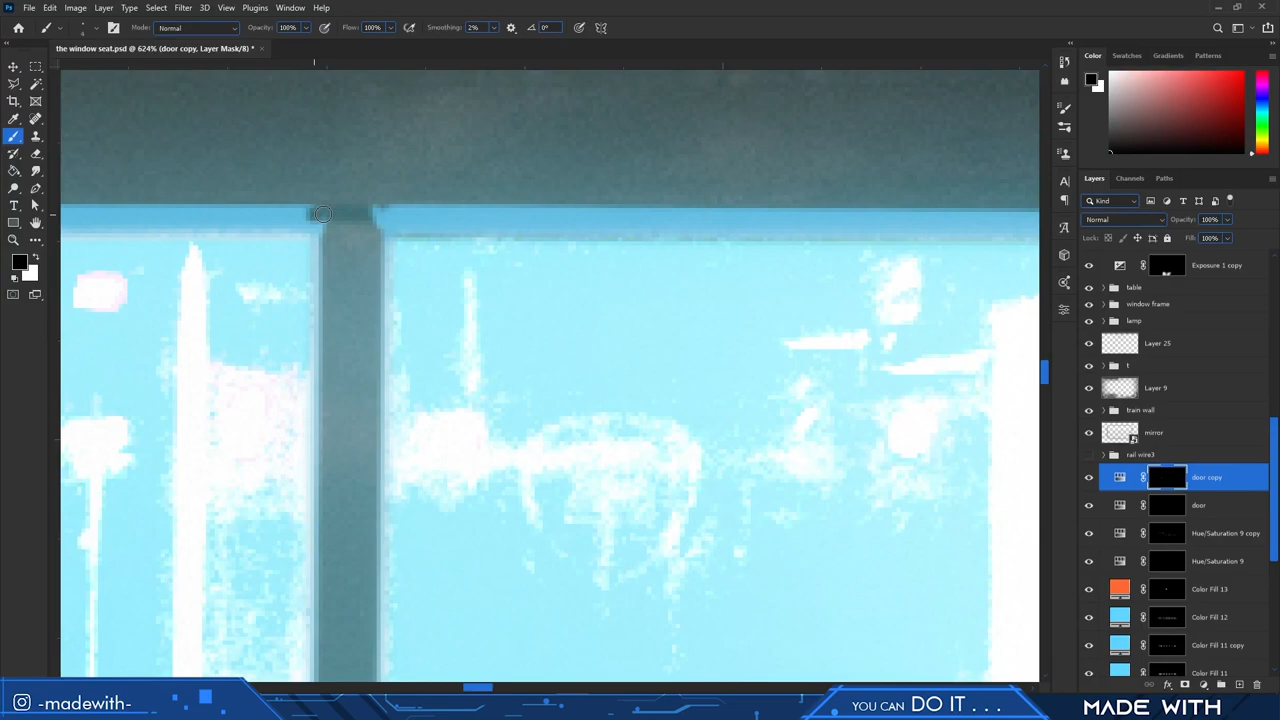 File Edit Image Layer Type Select Filter 3D View Plugins Window Help
Mode: Normal Opacity: 100% Flow: 100% Smoothing: 2% 0°
the window seat.psd @ 624% (door copy, Layer Mask/8) *
Color Swatches Gradients Patterns
Layers Channels Paths
Kind
Normal Opacity: 100%
Lock: Fill: 100%
Exposure 1 copy
table
window frame
lamp
Layer 25
t
Layer 9
train wall
mirror
rail wire3
door copy
door
Hue/Saturation 9 copy
Hue/Saturation 9
Color Fill 13
Color Fill 12
Color Fill 11 copy
Color Fill 11
-madewith-
YOU CAN DO IT . . .
MADE WITH